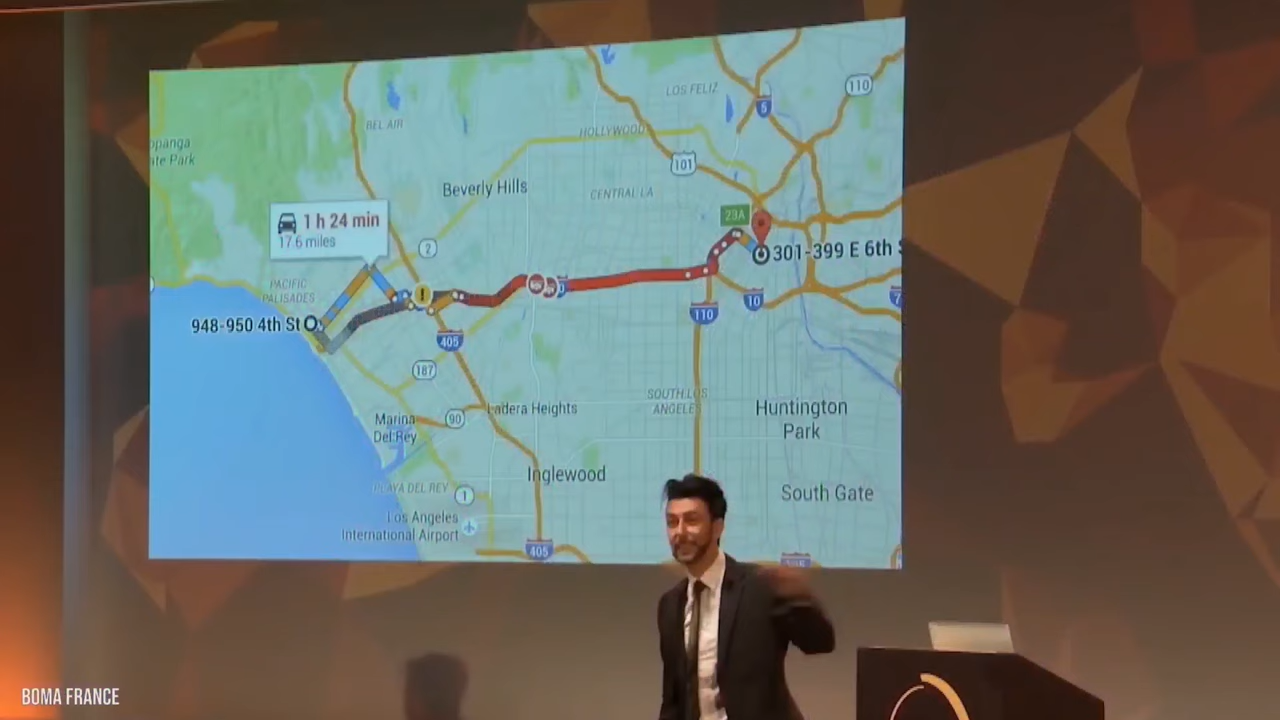 110
LOS FELIZ
5
BEL AIR
HOLLYWOOD
101
Beverly Hills
CENTRAL LA
23A
1 h 24 min
17.6 miles
2
301-399 E 6th
PACIFIC
PALISADES
948-950 4th St
10
110
405
187
SOUTH LOS
ANGELES
Ladera Heights
90
Marina
Del Rey
Huntington
Park
Inglewood
South Gate
PLAYA DEL REY
1
Los Angeles
International Airport
405
BOMA FRANCE